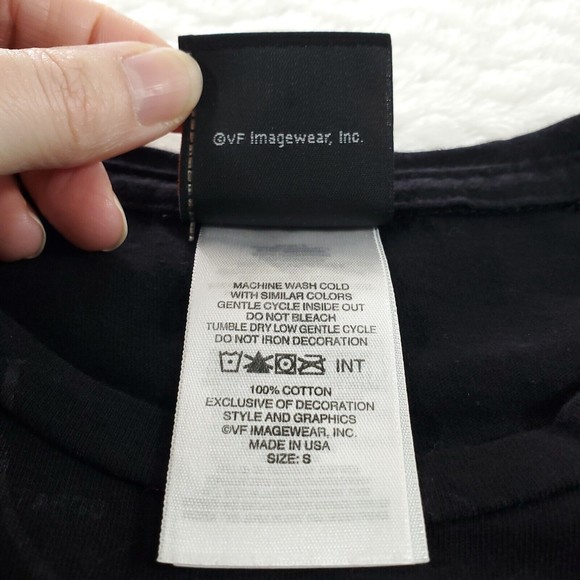 ©VF Imagewear, Inc.
MACHINE WASH COLD
WITH SIMILAR COLORS
GENTLE CYCLE INSIDE OUT
DO NOT BLEACH
TUMBLE DRY LOW GENTLE CYCLE
DO NOT IRON DECORATION
INT
100% COTTON
EXCLUSIVE OF DECORATION
STYLE AND GRAPHICS
©VF IMAGEWEAR, INC.
MADE IN USA
SIZE: S